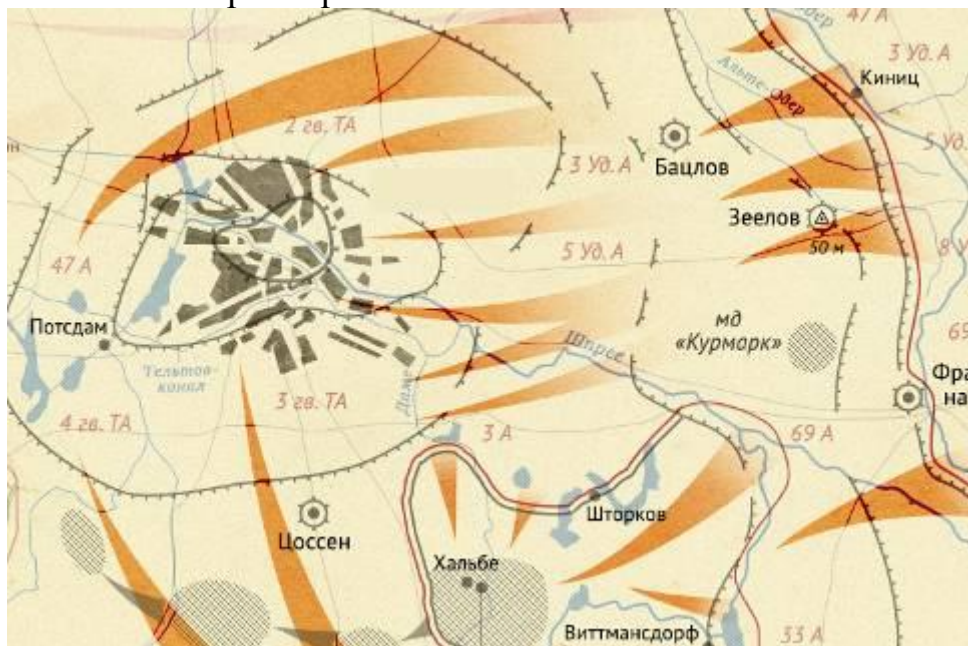 47 А
3 Уд. А
Киниц
Альте-Одер
2 гв. ТА
5 Уд.
3 Уд. А
Бацлов
Зеелов
50 м
5 Уд. А
47 А
Потсдам
мд
«Курмарк»
Шпрее
Тельтов-
канал
Даме
3 гв. ТА
4 гв. ТА
3 А
69 А
Шторков
Цоссен
Хальбе
Виттмансдорф
33 А